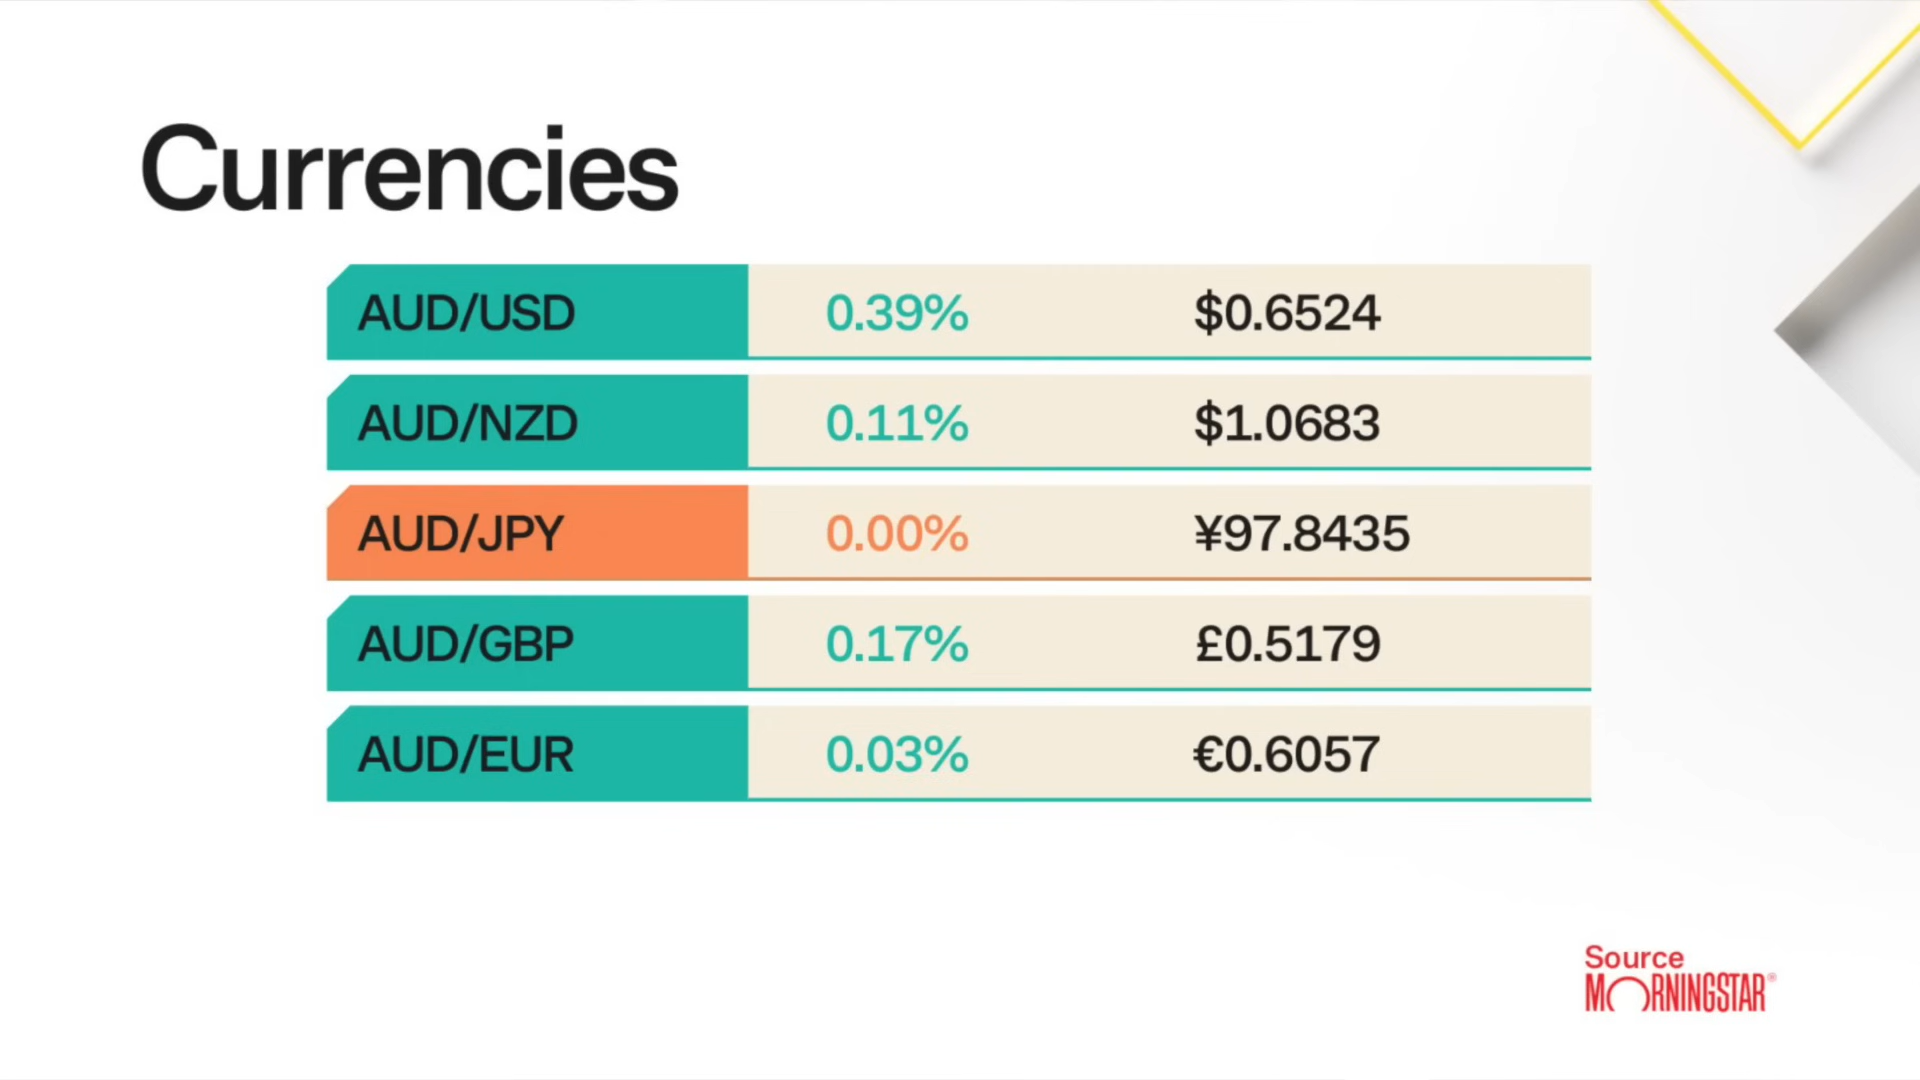 Currencies
AUD/USD 0.39% $0.6524
AUD/NZD 0.11% $1.0683
AUD/JPY 0.00% ¥97.8435
AUD/GBP 0.17% £0.5179
AUD/EUR 0.03% €0.6057
Source
MORNINGSTAR®